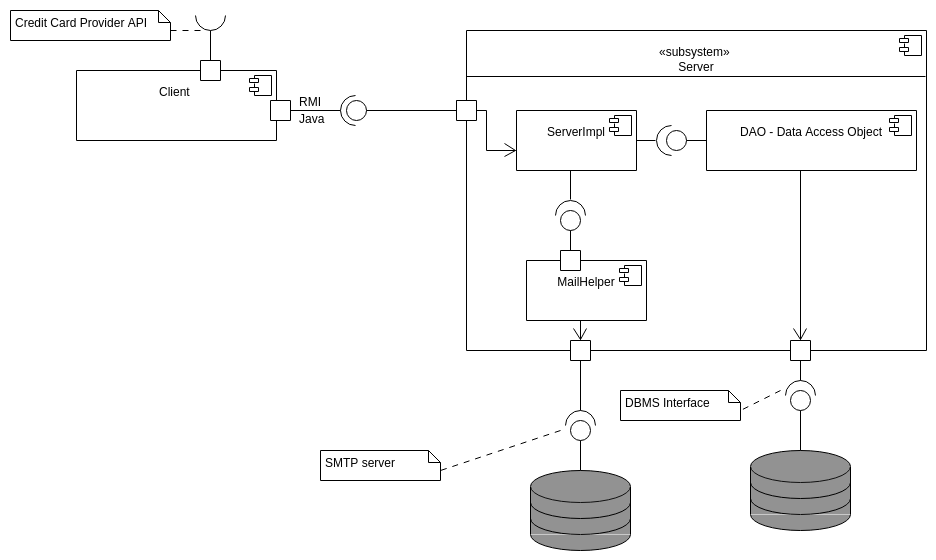 Credit Card Provider API
Client
RMI
Java
«subsystem»
Server
ServerImpl
DAO - Data Access Object
MailHelper
DBMS Interface
SMTP server